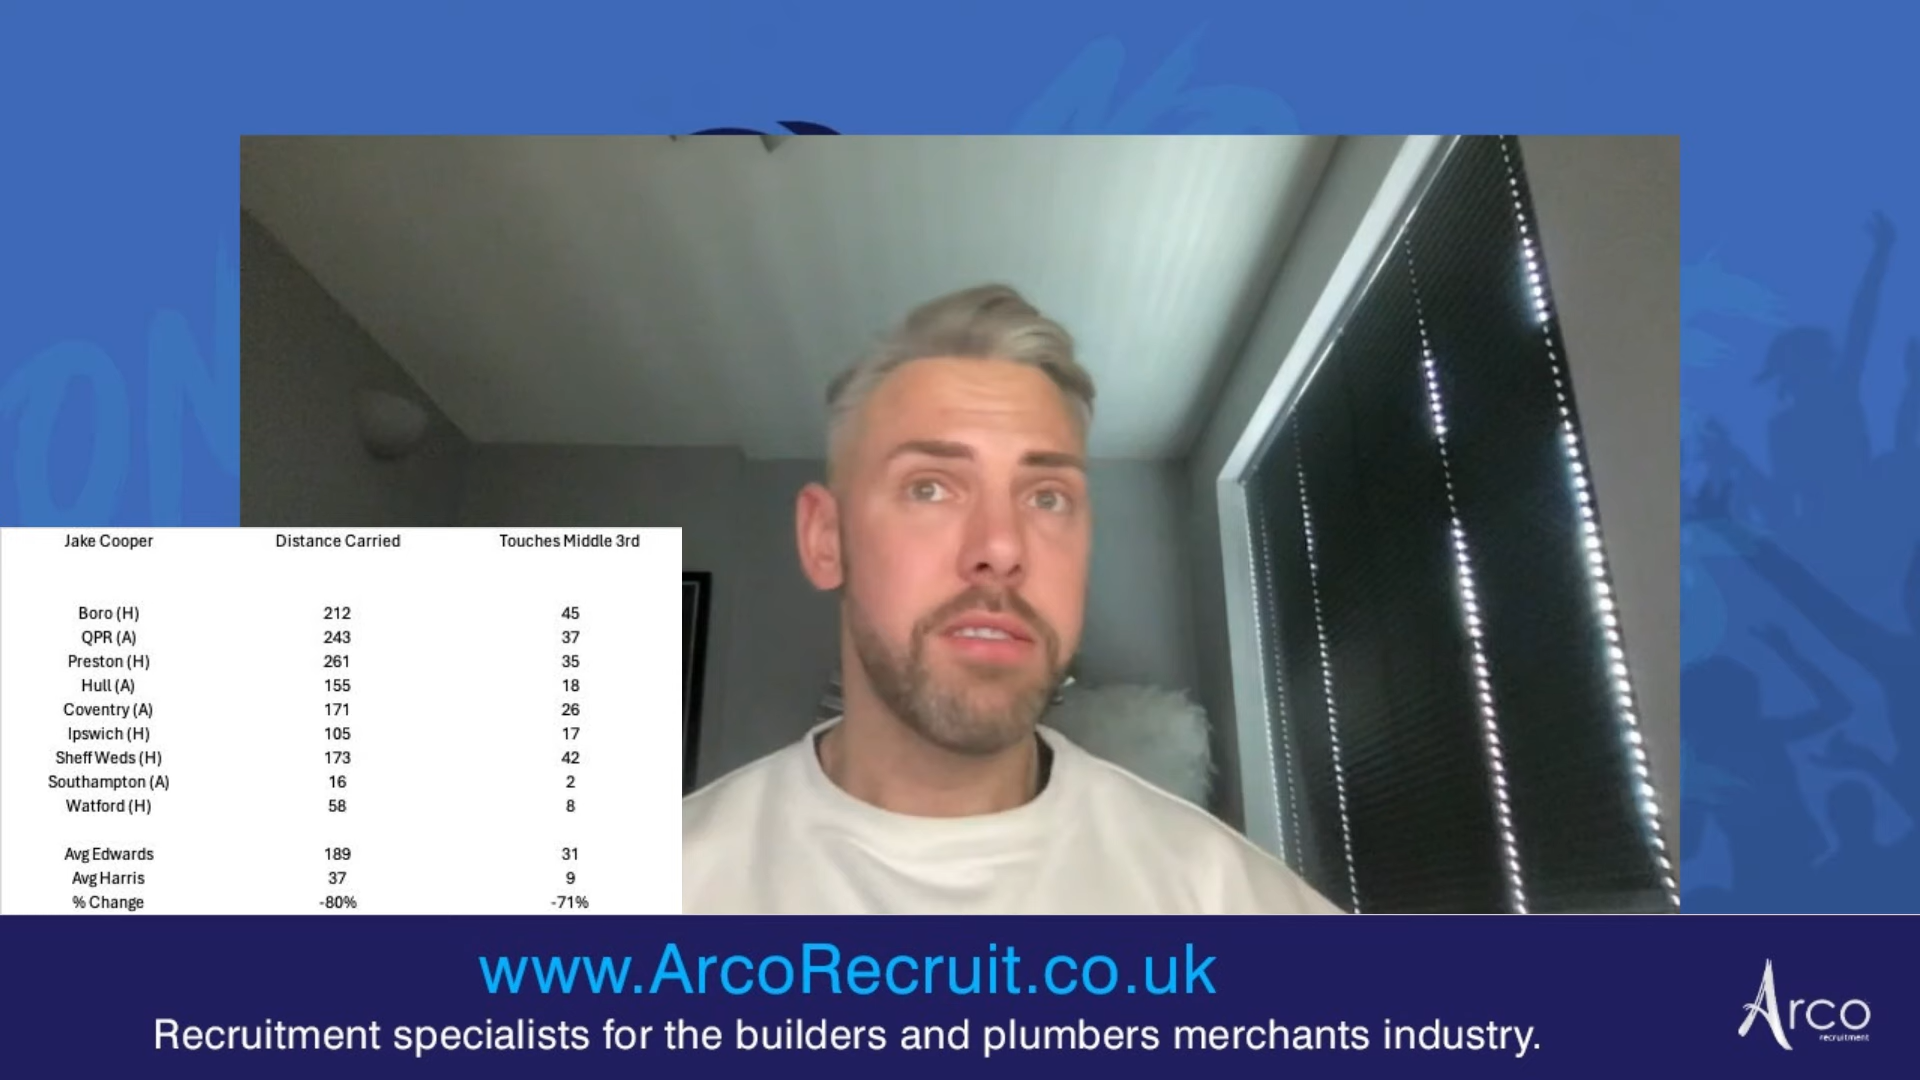 Jake Cooper Distance Carried Touches Middle 3rd
Boro (H) 212 45
QPR (A) 243 37
Preston (H) 261 35
Hull (A) 155 18
Coventry (A) 171 26
Ipswich (H) 105 17
Sheff Weds (H) 173 42
Southampton (A) 16 2
Watford (H) 58 8
Avg Edwards 189 31
Avg Harris 37 9
% Change -80% -71%
www.ArcoRecruit.co.uk
Recruitment specialists for the builders and plumbers merchants industry.
Arco
recruitment